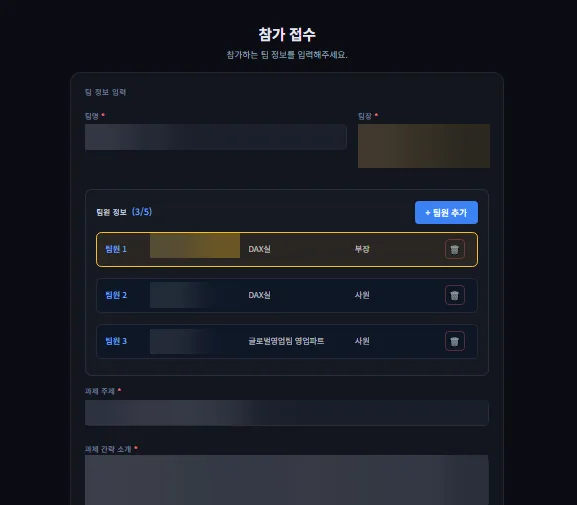 참가 접수
참가하는 팀 정보를 입력해주세요.
팀 정보 입력
팀명 *
팀장 *
팀원 정보 (3/5)
+ 팀원 추가
팀원 1 DAX실 부장
팀원 2 DAX실 사원
팀원 3 글로벌영업팀 영업파트 사원
과제 주제 *
과제 간략 소개 *